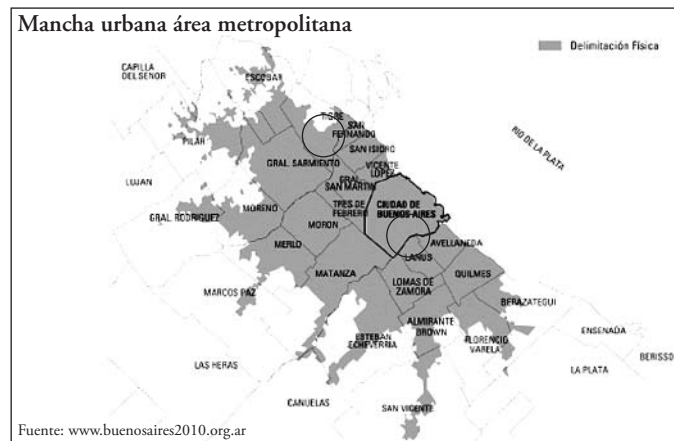 Mancha urbana área metropolitana
Delimitación Física
CAPILLA
DEL SEÑOR
ESCOBAR
TIGRE
SAN
FERNANDO
PILAR
SAN ISIDRO
RIO DE LA PLATA
GRAL. SARMIENTO
VICENTE
LOPEZ
LUJAN
GRAL.
SAN MARTIN
TRES DE
FEBRERO
CIUDAD DE
BUENOS AIRES
MORENO
GRAL. RODRIGUEZ
MORON
AVELLANEDA
MERLO
LANUS
MATANZA
QUILMES
LOMAS DE
ZAMORA
MARCOS PAZ
BERAZATEGUI
ALMIRANTE
BROWN
ENSENADA
ESTEBAN
ECHEVERRIA
FLORENCIO
VARELA
BERISSO
LAS HERAS
LA PLATA
CAÑUELAS
SAN VICENTE
Fuente: www.buenosaires2010.org.ar